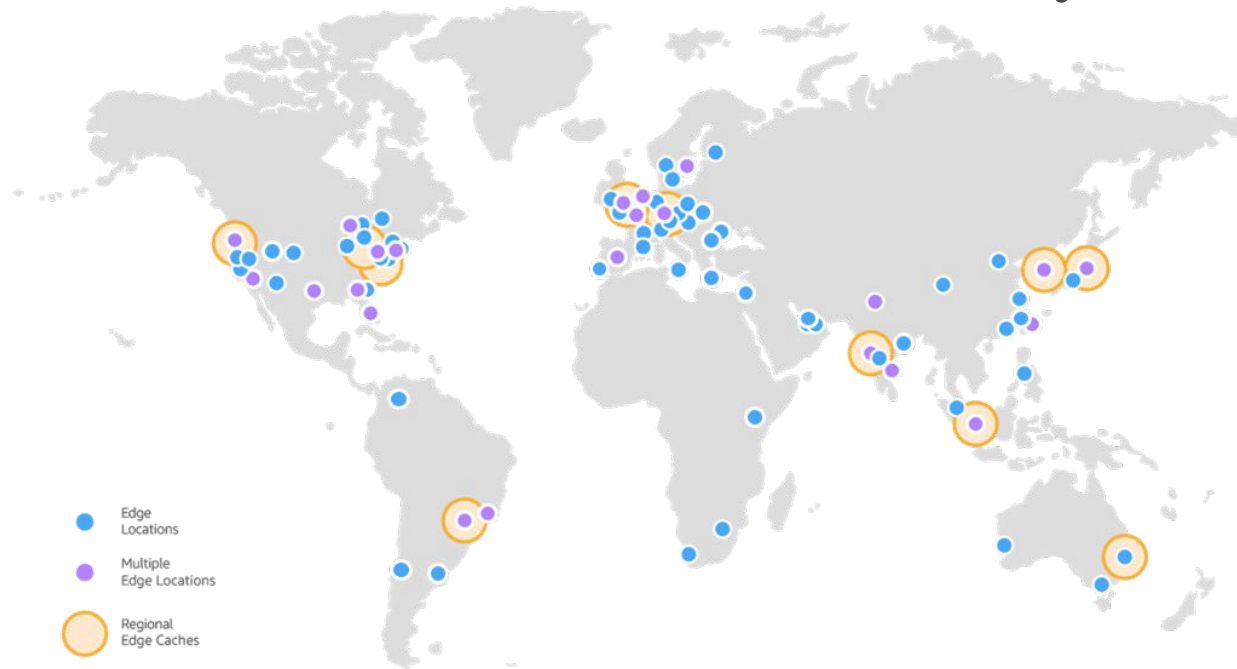 Edge
Locations
Multiple
Edge Locations
Regional
Edge Caches